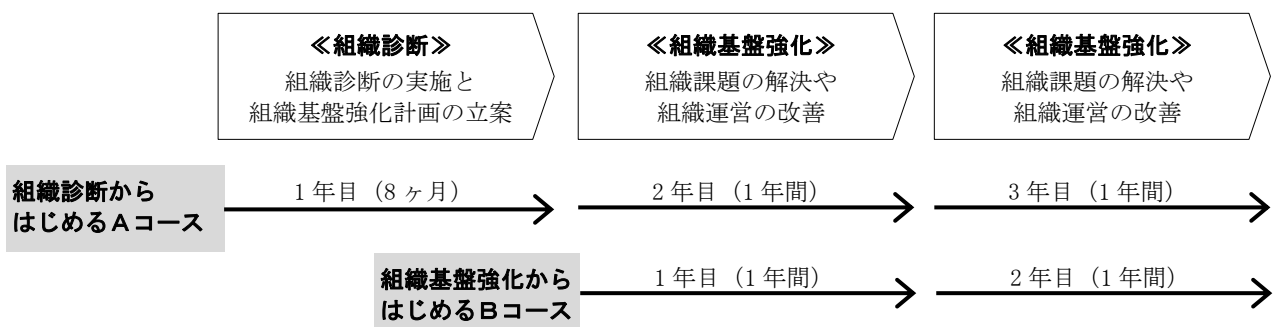 ≪組織診断≫
組織診断の実施と
組織基盤強化計画の立案
≪組織基盤強化≫
組織課題の解決や
組織運営の改善
≪組織基盤強化≫
組織課題の解決や
組織運営の改善
組織診断から
はじめるAコース
1年目（8ヶ月）
2年目（1年間）
3年目（1年間）
組織基盤強化から
はじめるBコース
1年目（1年間）
2年目（1年間）